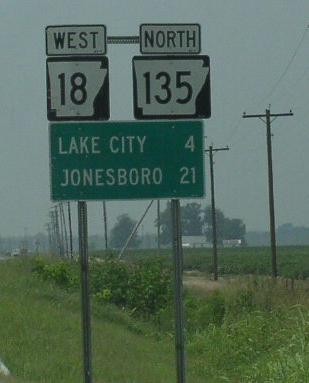 WEST NORTH
18 135
LAKE CITY 4
JONESBORO 21